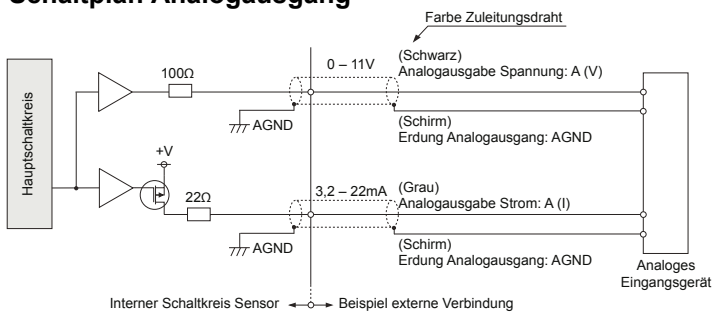 Schaltplan Analogausgang
Farbe Zuleitungsdraht
0 – 11V
(Schwarz)
Analogausgabe Spannung: A (V)
100Ω
AGND
(Schirm)
Erdung Analogausgang: AGND
Hauptschaltkreis
+V
22Ω
3,2 – 22mA
(Grau)
Analogausgabe Strom: A (I)
AGND
(Schirm)
Erdung Analogausgang: AGND
Analoges
Eingangsgerät
Interner Schaltkreis Sensor
Beispiel externe Verbindung